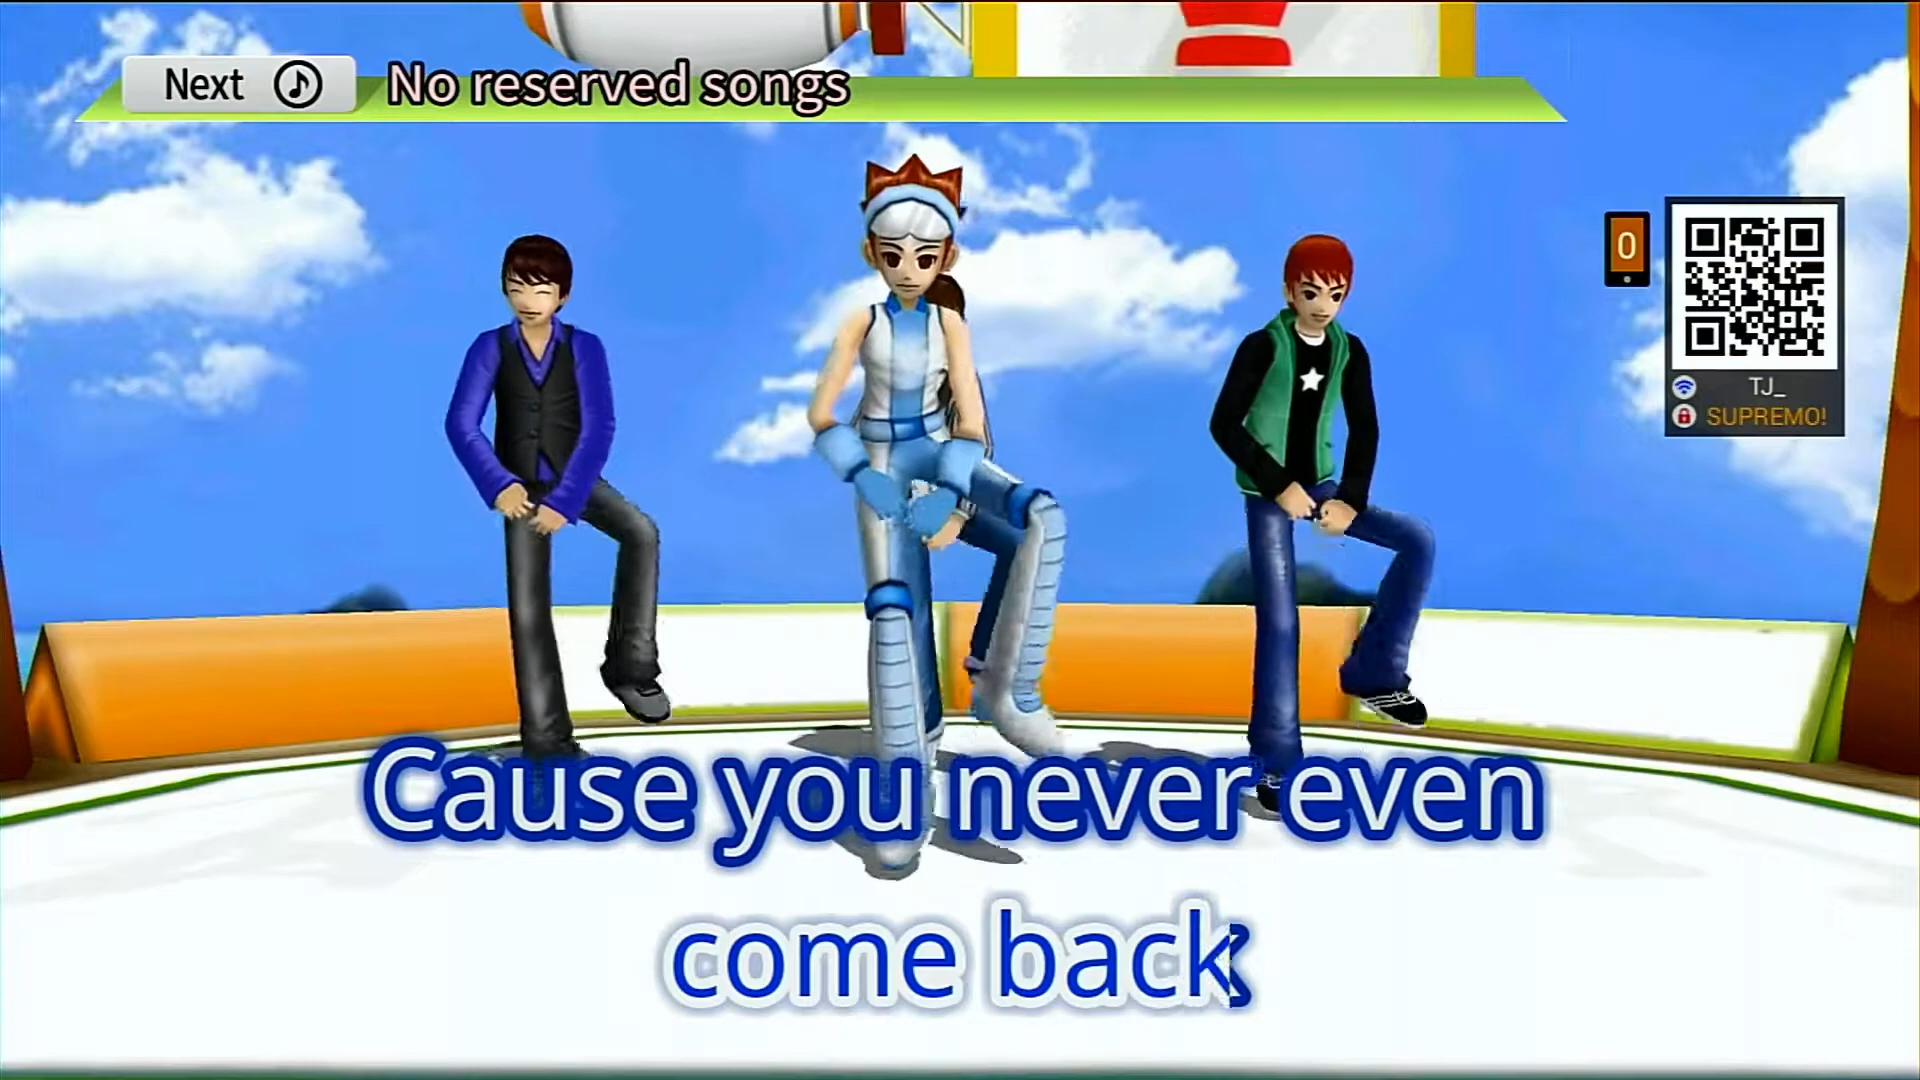 Next
No reserved songs
0
TJ_
SUPREMO!
Cause you never even
come back